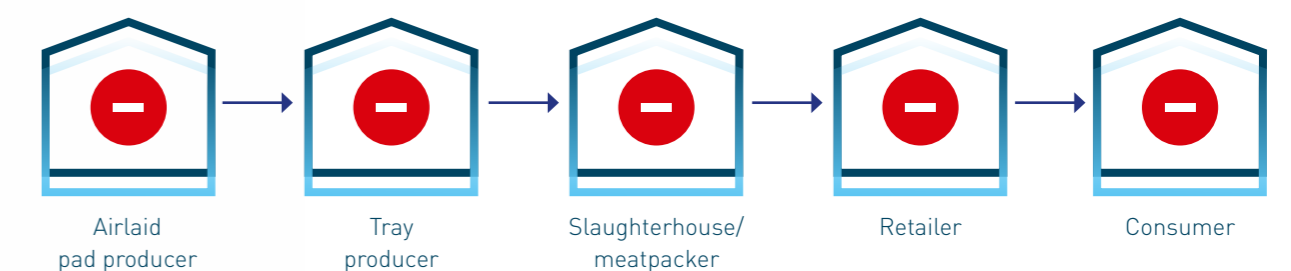 Airlaid
pad producer
Tray
producer
Slaughterhouse/
meatpacker
Retailer
Consumer